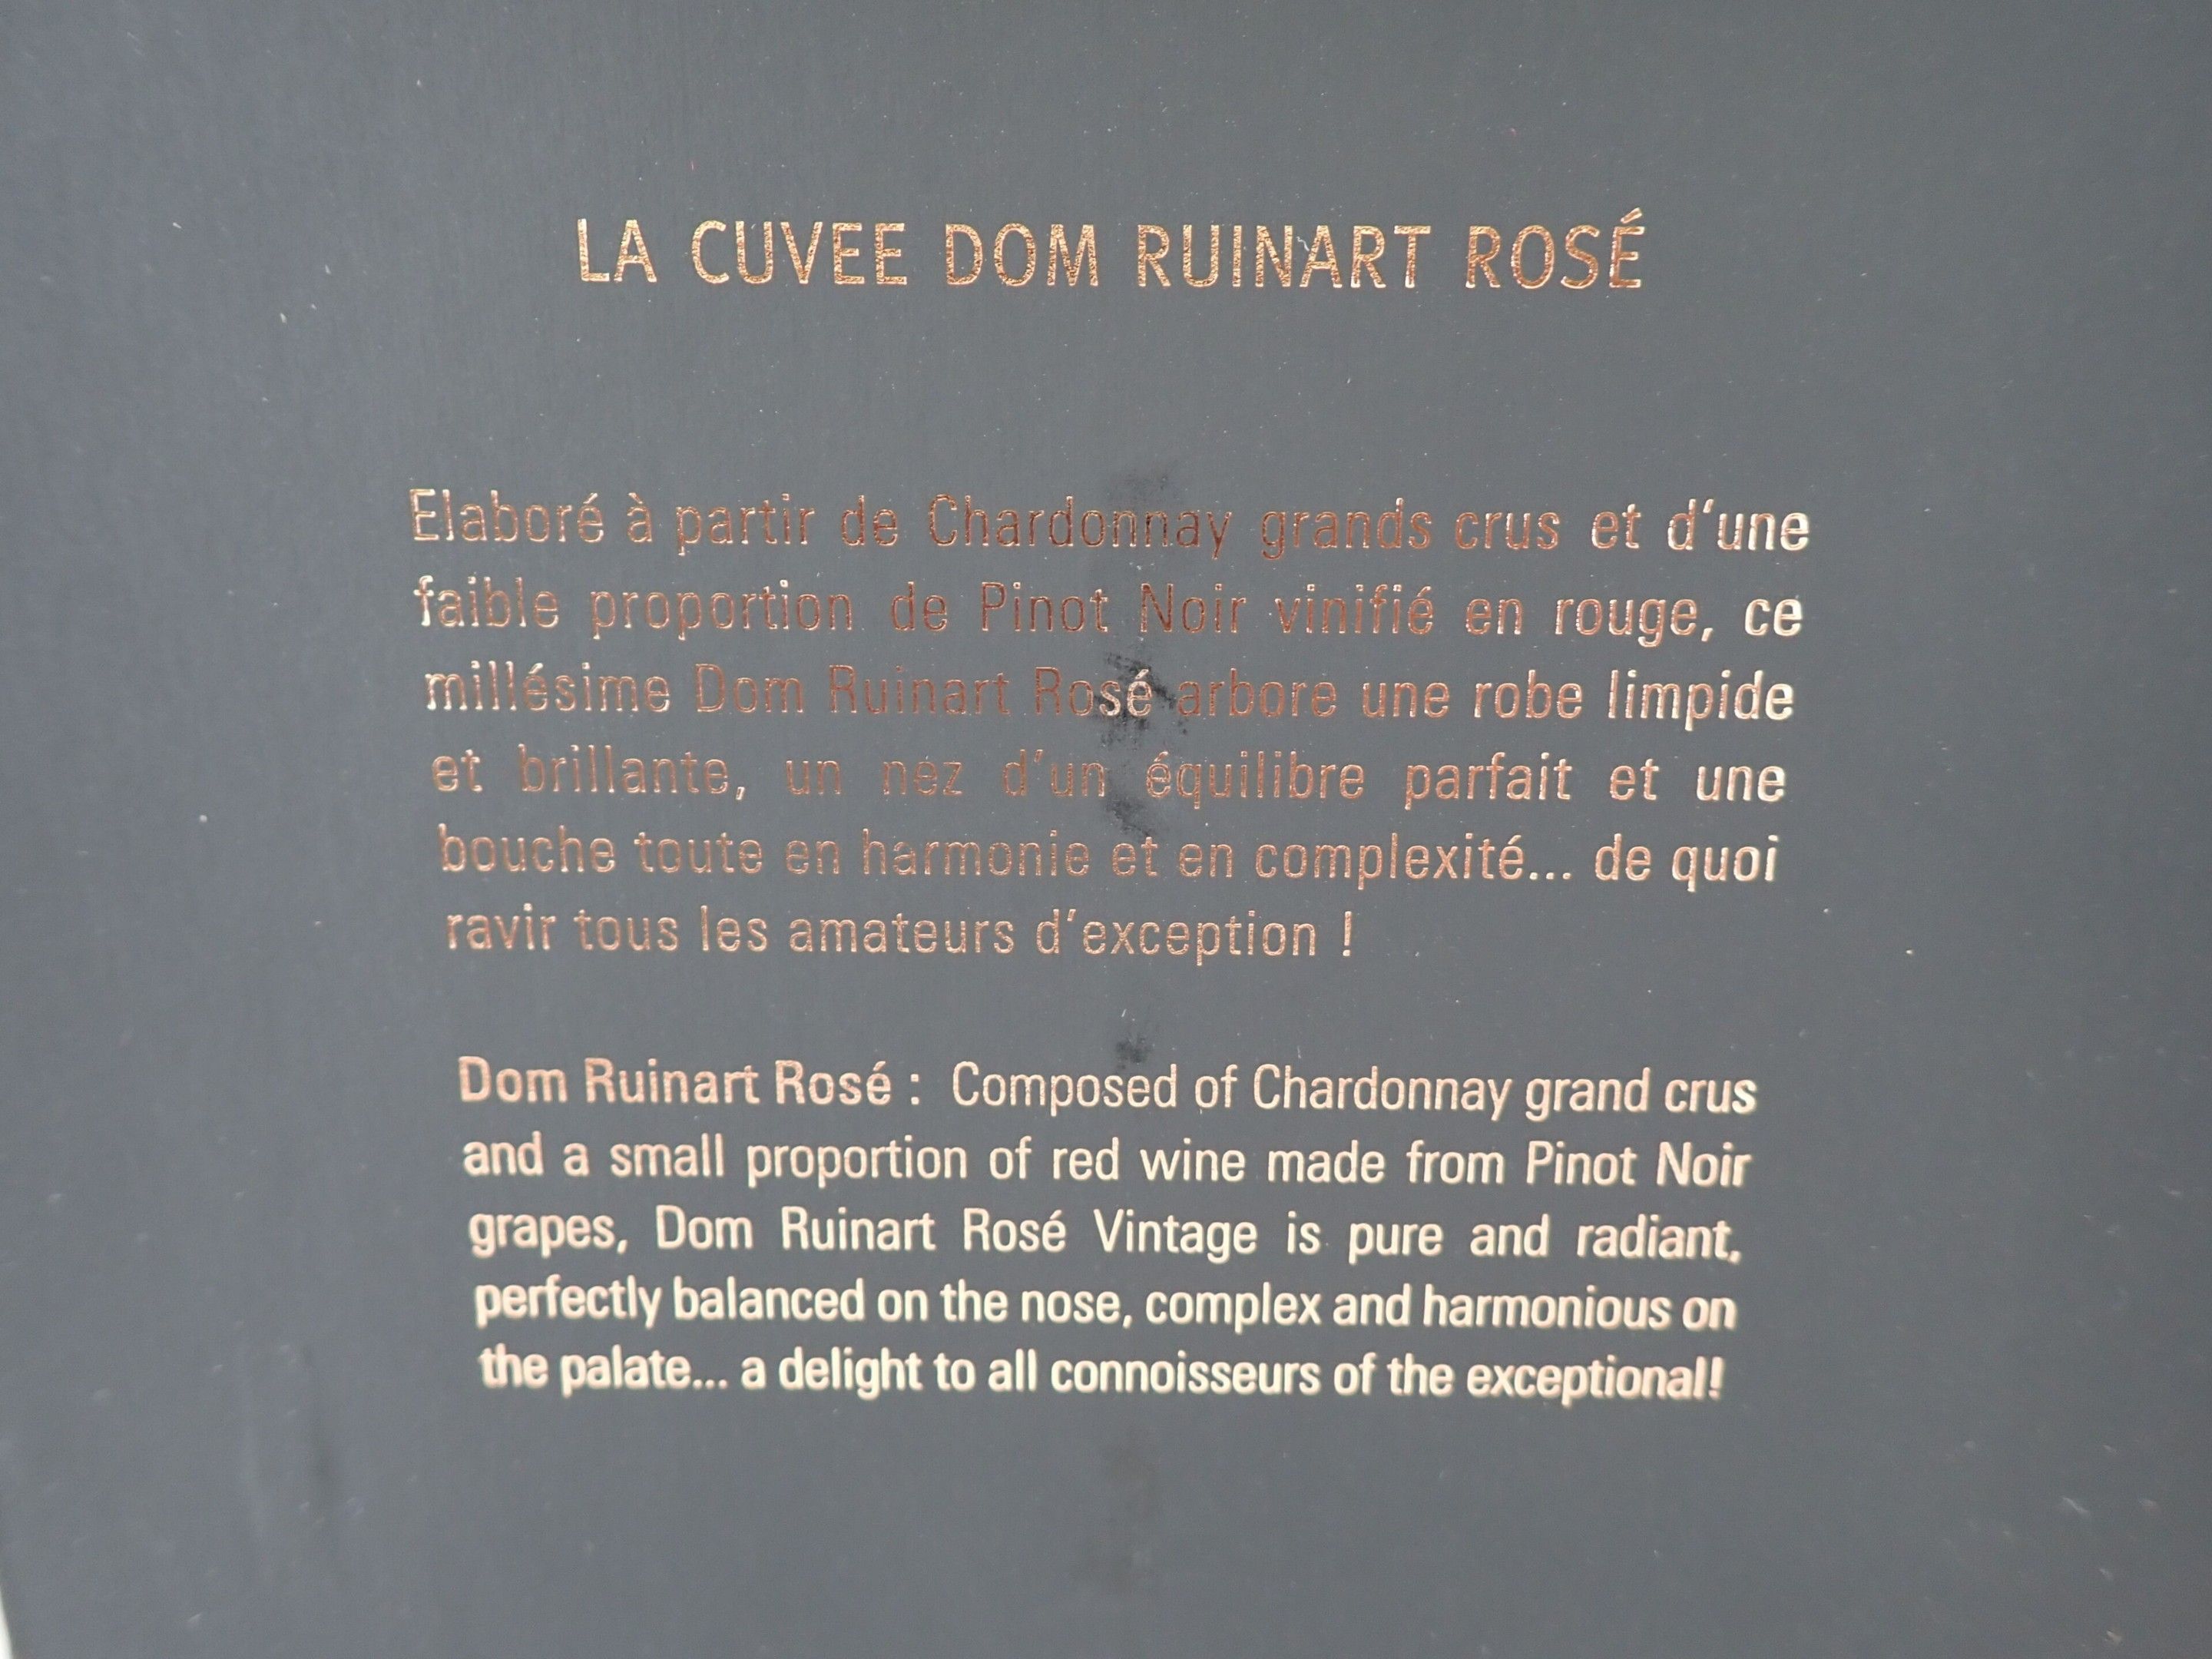 LA CUVEE DOM RUINART ROSÉ
Elaboré à partir de Chardonnay grands crus et d'une
faible proportion de Pinot Noir vinifié en rouge, ce
millésime Dom Ruinart Rosé arbore une robe limpide
et brillante, un nez d'un équilibre parfait et une
bouche toute en harmonie et en complexité... de quoi
ravir tous les amateurs d'exception !
Dom Ruinart Rosé : Composed of Chardonnay grand crus
and a small proportion of red wine made from Pinot Noir
grapes, Dom Ruinart Rosé Vintage is pure and radiant,
perfectly balanced on the nose, complex and harmonious on
the palate... a delight to all connoisseurs of the exceptional!